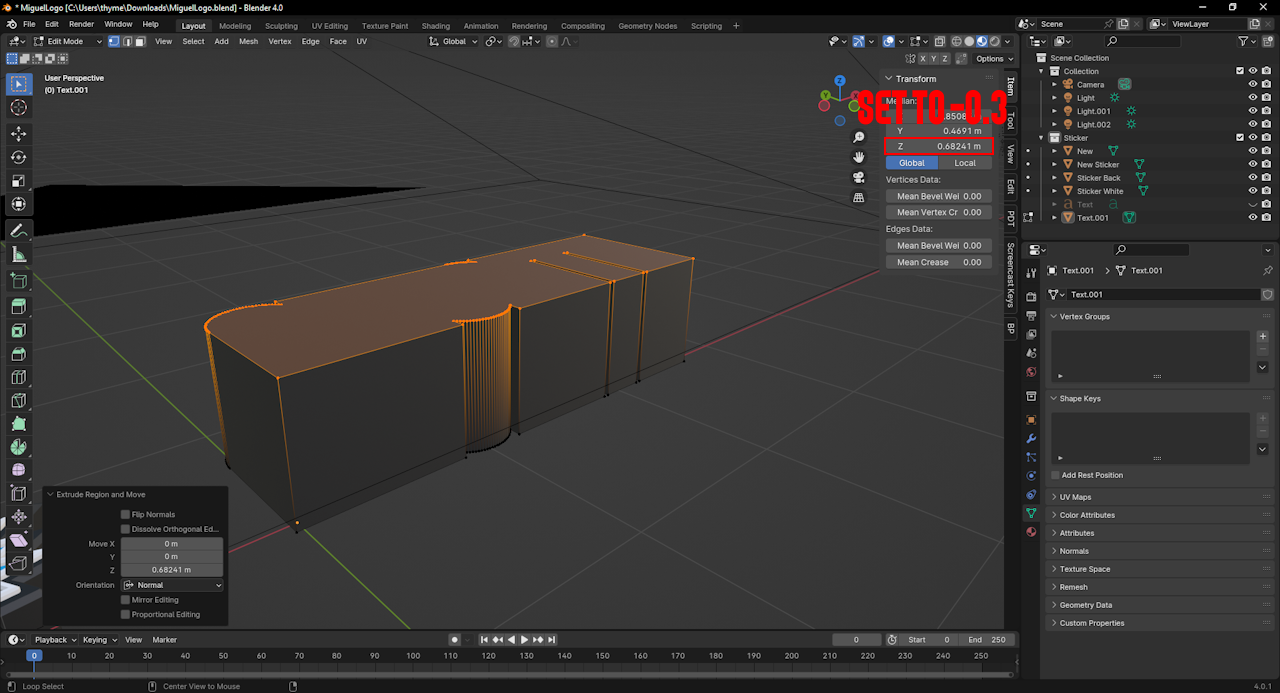 * MiguelLogo [C:\Users\thyme\Downloads\MiguelLogo.blend] - Blender 4.0
File Edit Render Window Help
Layout Modeling Sculpting UV Editing Texture Paint Shading Animation Rendering Compositing Geometry Nodes Scripting +
Scene
ViewLayer
Edit Mode
View Select Add Mesh Vertex Edge Face UV
Global
X Y Z
Options
User Perspective
(0) Text.001
Z
Y
Transform
Median:
SET TO -0.3
Y 0.4691 m
Z 0.68241 m
Global Local
Vertices Data:
Mean Bevel Wei 0.00
Mean Vertex Cr 0.00
Edges Data:
Mean Bevel Wei 0.00
Mean Crease 0.00
Item
Tool
View
Edit
PDT
Screencast Keys
BP
Scene Collection
Collection
Camera
Light
Light.001
Light.002
Sticker
New
New Sticker
Sticker Back
Sticker White
Text
Text.001
Text.001 > Text.001
Text.001
Vertex Groups
Shape Keys
Add Rest Position
UV Maps
Color Attributes
Attributes
Normals
Texture Space
Remesh
Geometry Data
Custom Properties
Extrude Region and Move
Flip Normals
Dissolve Orthogonal Ed...
Move X 0 m
Y 0 m
Z 0.68241 m
Orientation Normal
Mirror Editing
Proportional Editing
Playback Keying View Marker
0
Start 0
End 250
0 10 20 30 40 50 60 70 80 90 100 110 120 130 140 150 160 170 180 190 200 210 220 230 240 250
Loop Select
Center View to Mouse
4.0.1